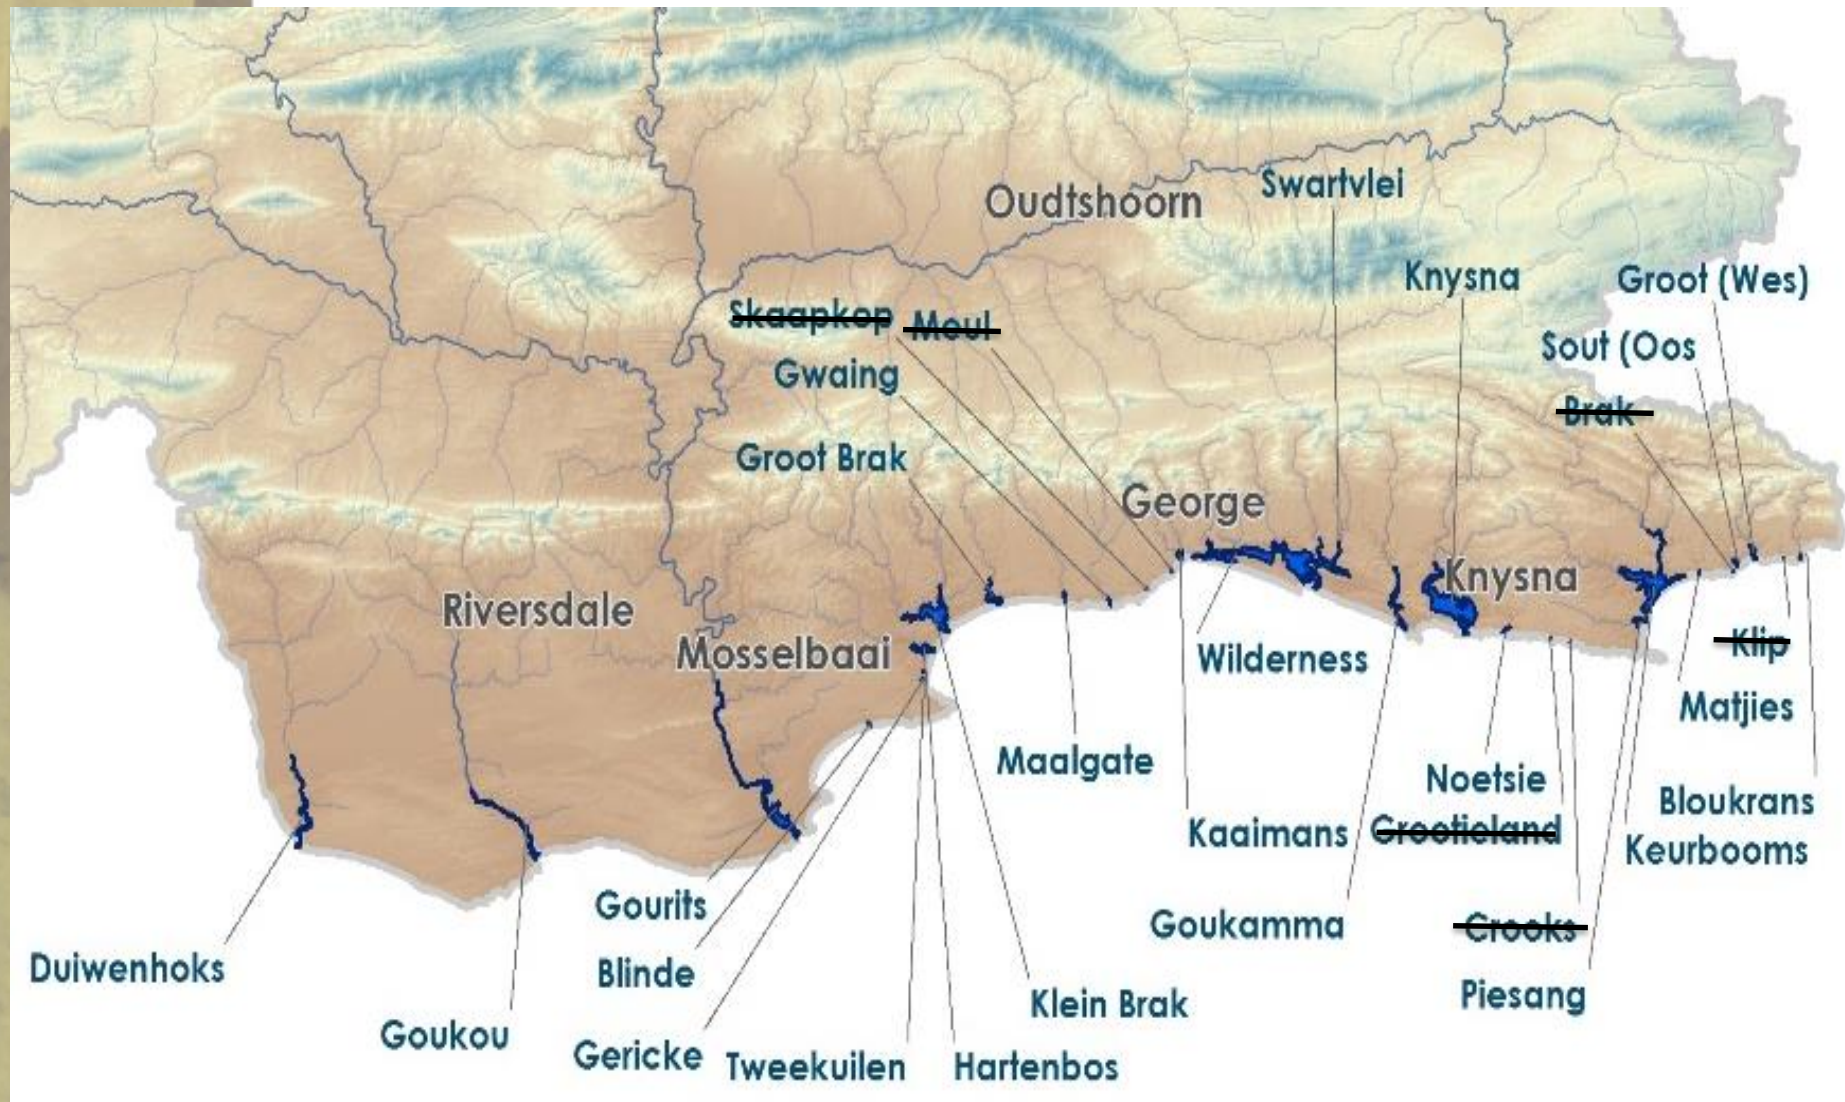 Swartvlei
Oudtshoorn
Knysna
Groot (Wes)
Skaapkop
Moul
Sout (Oos
Gwaing
Brak
Groot Brak
George
Knysna
Riversdale
Mosselbaai
Wilderness
Klip
Matjies
Maalgate
Noetsie
Bloukrans
Kaaimans
Grootieland
Keurbooms
Gourits
Goukamma
Crooks
Duiwenhoks
Blinde
Piesang
Klein Brak
Goukou
Gericke
Tweekuilen
Hartenbos